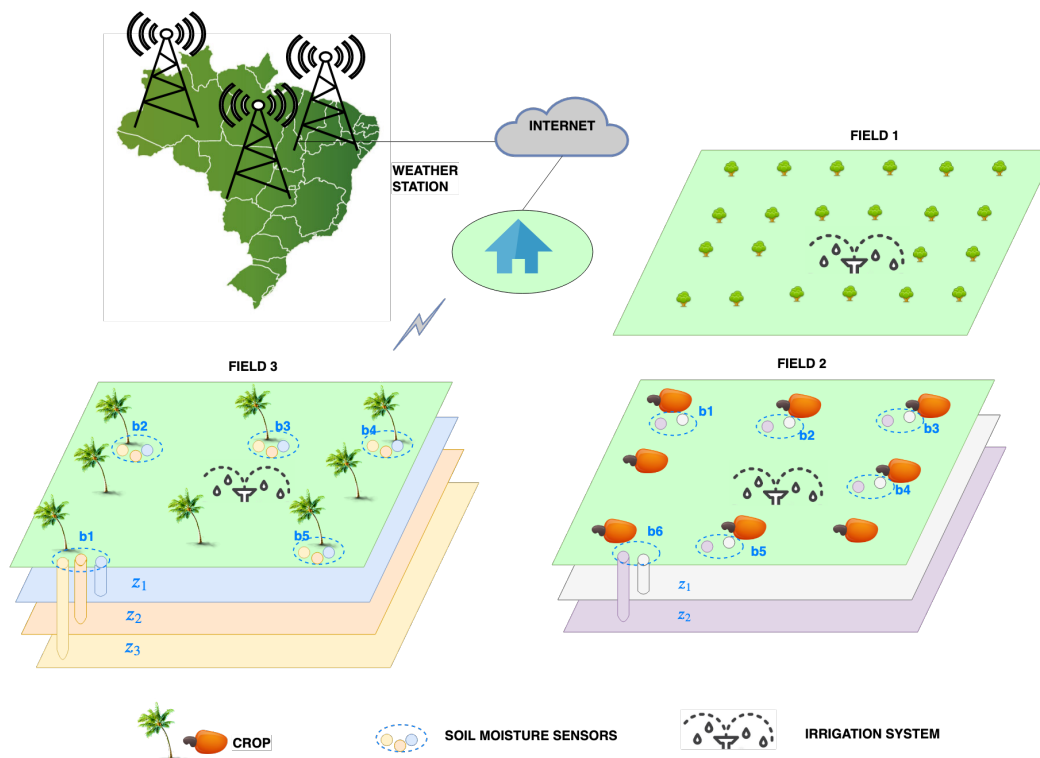 INTERNET
WEATHER
STATION
FIELD 1
FIELD 3
FIELD 2
b2
b3
b4
b1
b5
z1
z2
z3
b1
b2
b3
b4
b6
b5
z1
z2
CROP
SOIL MOISTURE SENSORS
IRRIGATION SYSTEM